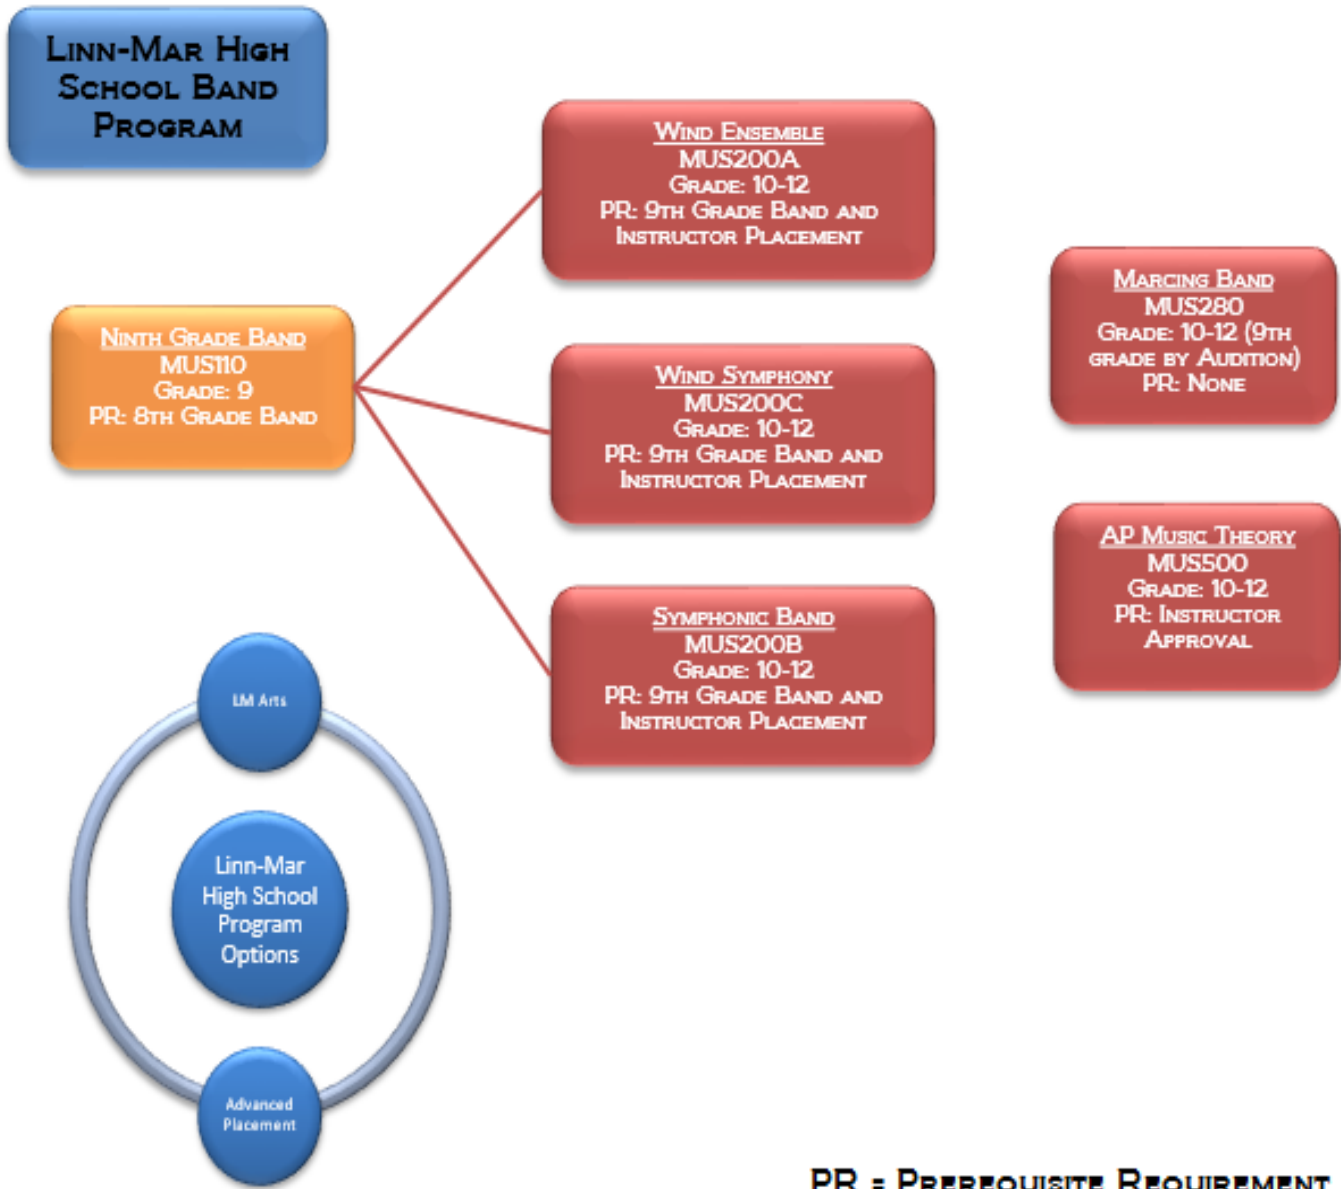 Linn-Mar High
School Band
Program
Wind Ensemble
MUS200A
Grade: 10-12
PR: 9th Grade Band and
Instructor Placement
Ninth Grade Band
MUS110
Grade: 9
PR: 8th Grade Band
Wind Symphony
MUS200C
Grade: 10-12
PR: 9th Grade Band and
Instructor Placement
Symphonic Band
MUS200B
Grade: 10-12
PR: 9th Grade Band and
Instructor Placement
Marcing Band
MUS280
Grade: 10-12 (9th
grade by Audition)
PR: None
AP Music Theory
MUS500
Grade: 10-12
PR: Instructor
Approval
LM Arts
Linn-Mar
High School
Program
Options
Advanced
Placement
PR = Prerequisite Requirement